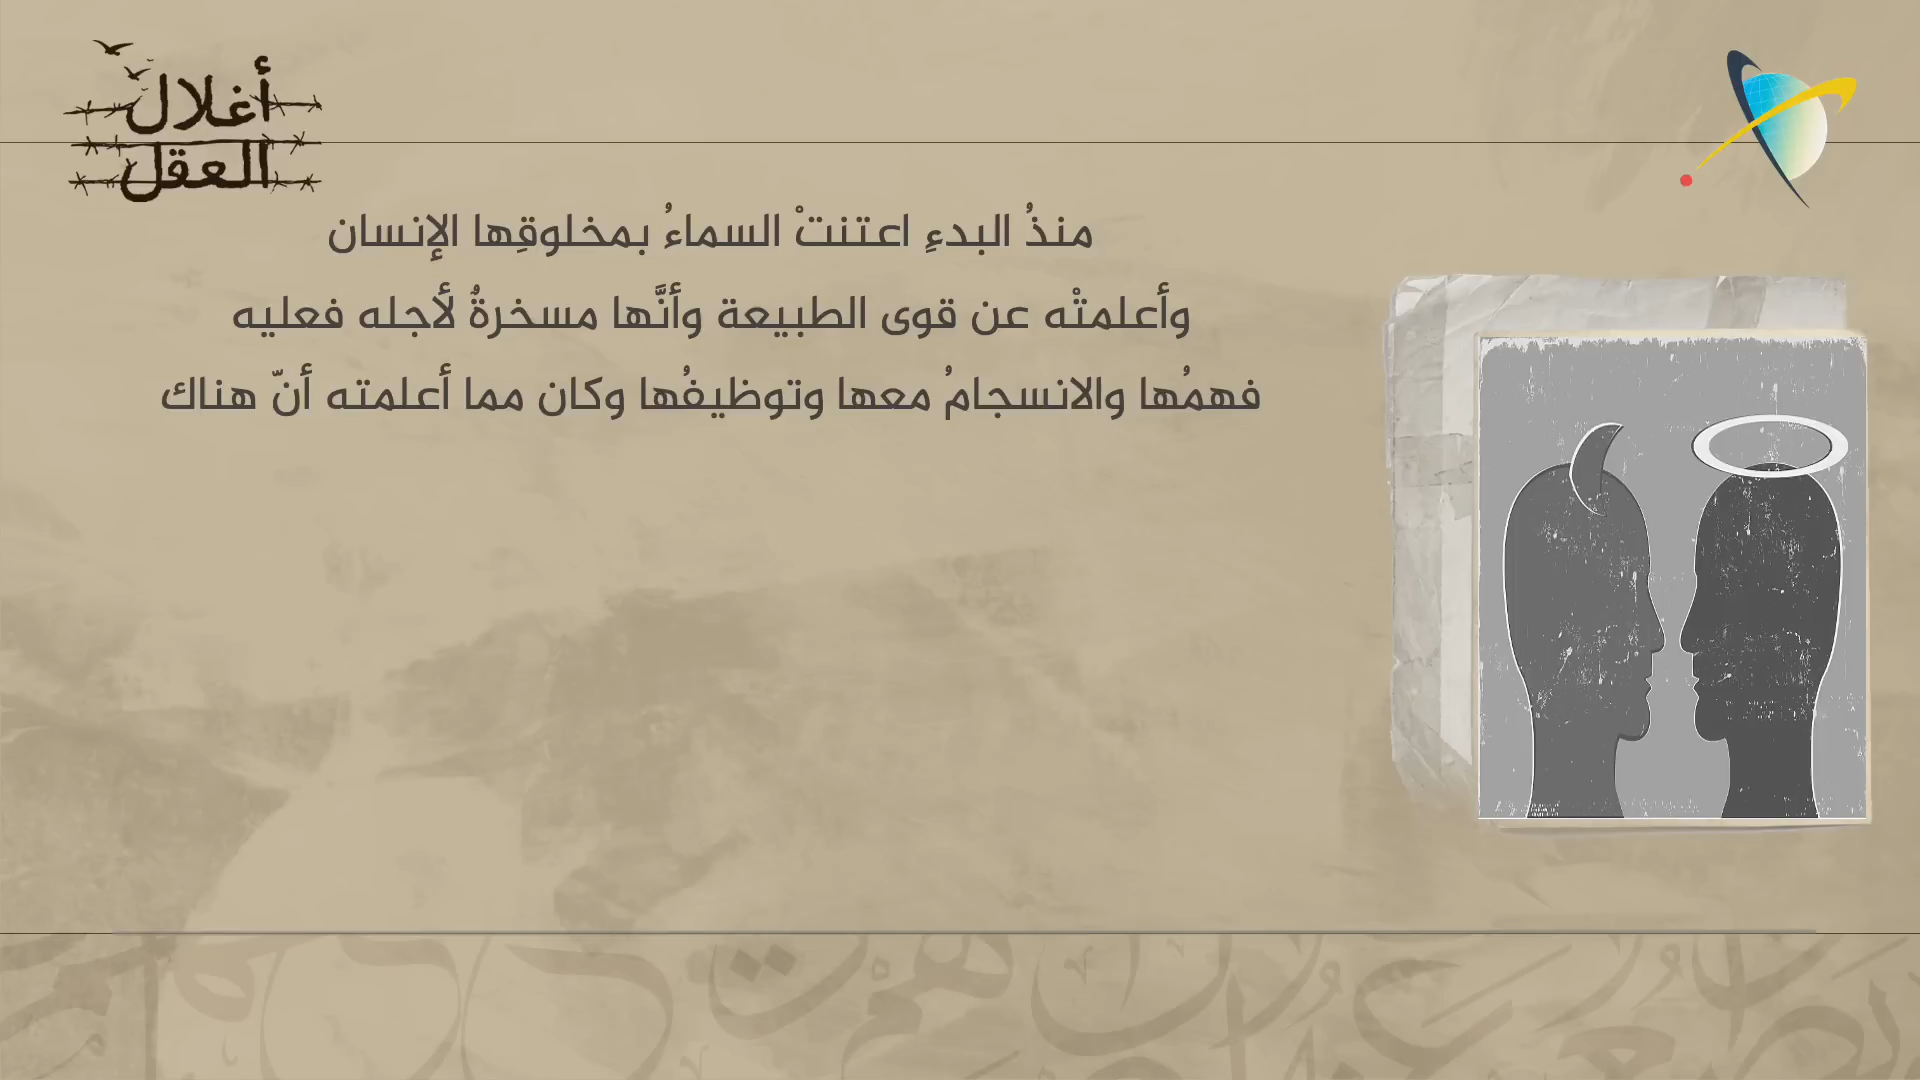 أغلال
العقل
منذُ البدءِ اعتنتْ السماءُ بمخلوقِها الإنسان
وأعلمتْه عن قوى الطبيعة وأنَّها مسخرةٌ لأجله فعليه
فهمُها والانسجامُ معها وتوظيفُها وكان مما أعلمته أنّ هناك